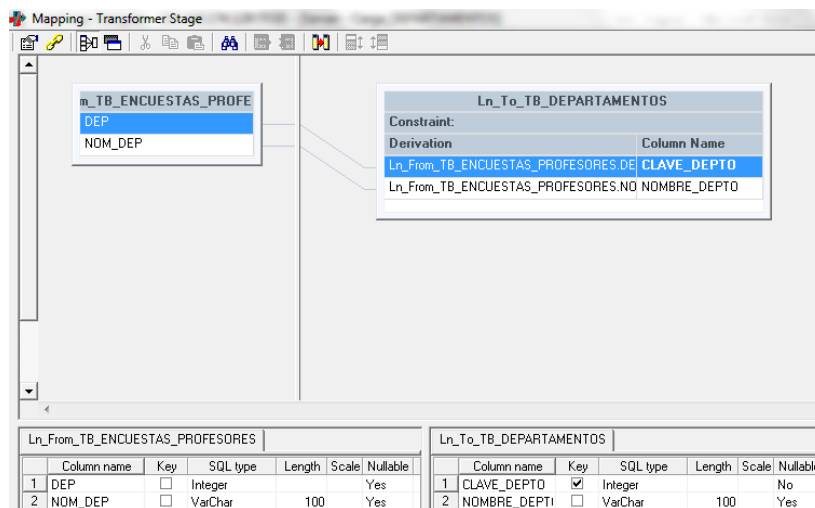 Mapping - Transformer Stage
m_TB_ENCUESTAS_PROFE
DEP
NOM_DEP
Ln_To_TB_DEPARTAMENTOS
Constraint:
Derivation Column Name
Ln_From_TB_ENCUESTAS_PROFESORES.DE CLAVE_DEPTO
Ln_From_TB_ENCUESTAS_PROFESORES.NO NOMBRE_DEPTO
Ln_From_TB_ENCUESTAS_PROFESORES
Column name Key SQL type Length Scale Nullable
1 DEP Integer Yes
2 NOM_DEP VarChar 100 Yes
Ln_To_TB_DEPARTAMENTOS
Column name Key SQL type Length Scale Nullabl
1 CLAVE_DEPTO Integer No
2 NOMBRE_DEPT VarChar 100 Yes